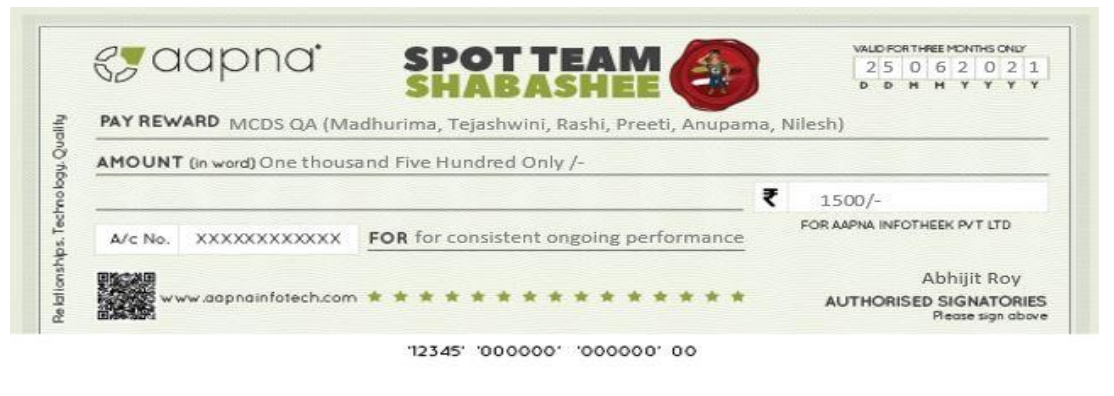 aapna
SPOT TEAM
SHABASHEE
VALID FOR THREE MONTHS ONLY
2 5 0 6 2 0 2 1
D D M M Y Y Y Y
PAY REWARD MCDS QA (Madhurima, Tejashwini, Rashi, Preeti, Anupama, Nilesh)
AMOUNT (in word) One thousand Five Hundred Only /-
₹ 1500/-
FOR AAPNA INFOTHEEK PVT LTD
A/c No. XXXXXXXXXXXX FOR for consistent ongoing performance
www.aapnainfotech.com
Abhijit Roy
AUTHORISED SIGNATORIES
Please sign above
Relationships. Technology. Quality
'12345' '000000' '000000' 00